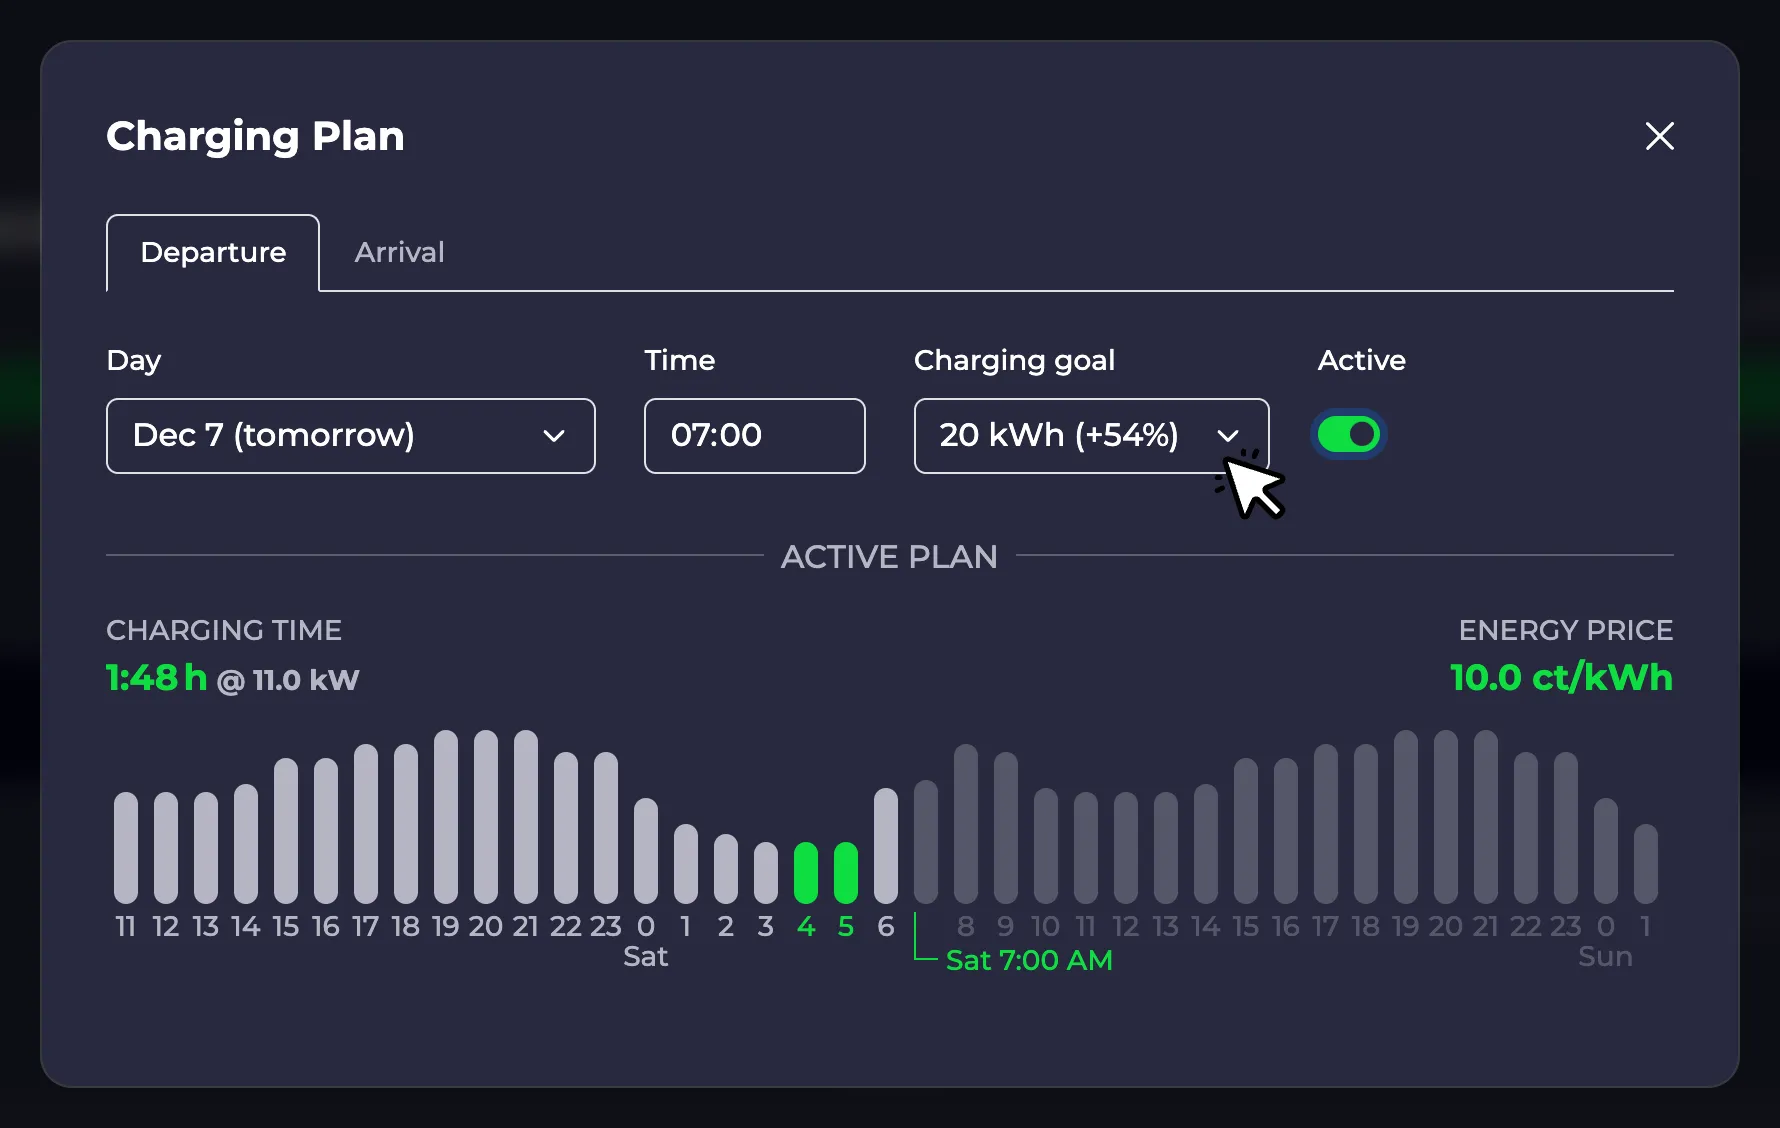 Charging Plan
Departure
Arrival
Day
Time
Charging goal
Active
Dec 7 (tomorrow)
07:00
20 kWh (+54%)
ACTIVE PLAN
CHARGING TIME
ENERGY PRICE
1:48 h @ 11.0 kW
10.0 ct/kWh
11 12 13 14 15 16 17 18 19 20 21 22 23 0 1 2 3 4 5 6 8 9 10 11 12 13 14 15 16 17 18 19 20 21 22 23 0 1
Sat
Sat 7:00 AM
Sun